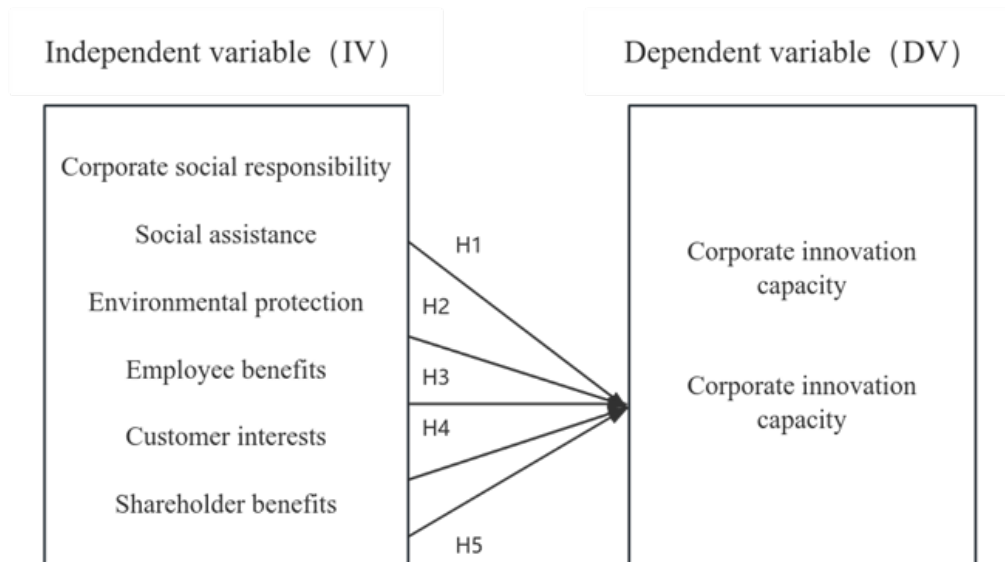 Independent variable（IV）
Dependent variable（DV）
Corporate social responsibility
Social assistance
Environmental protection
Employee benefits
Customer interests
Shareholder benefits
H1
H2
H3
H4
H5
Corporate innovation
capacity
Corporate innovation
capacity